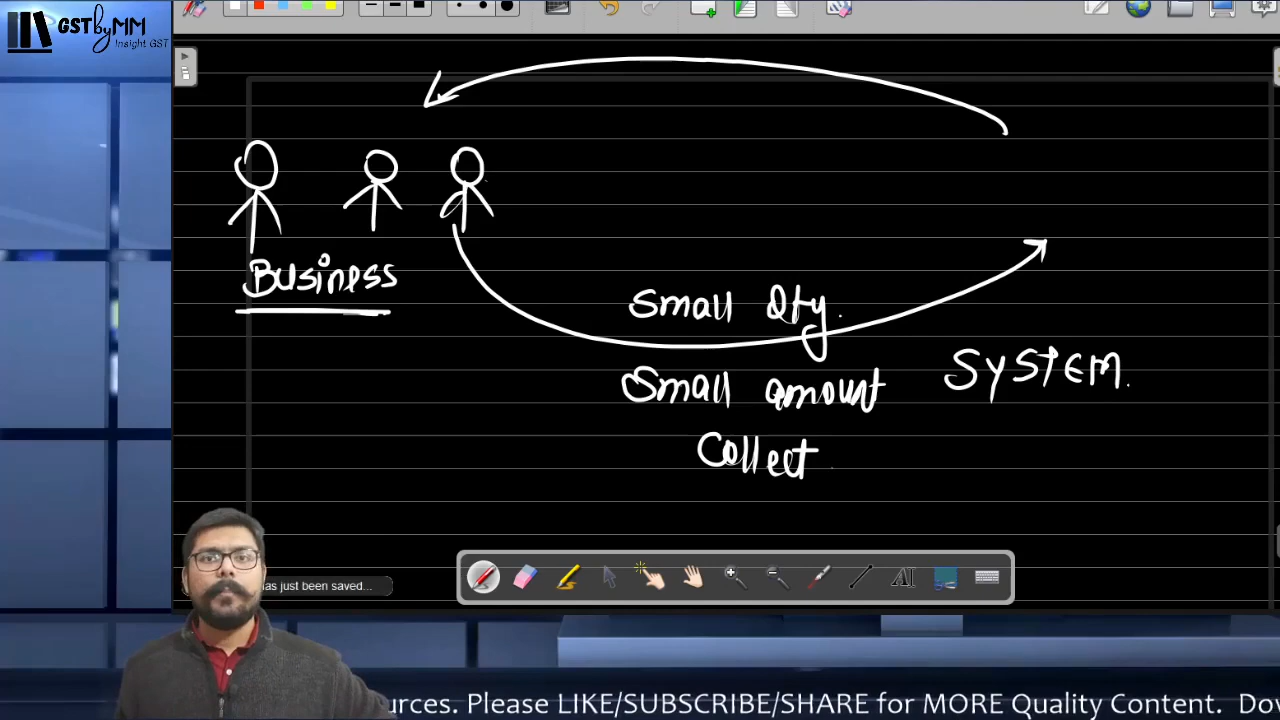 GSTbyMM
Insight GST
Business
Small Qty.
Small amount
Collect
SYSTEM.
as just been saved...
AI
urces. Please LIKE/SUBSCRIBE/SHARE for MORE Quality Content. Dow